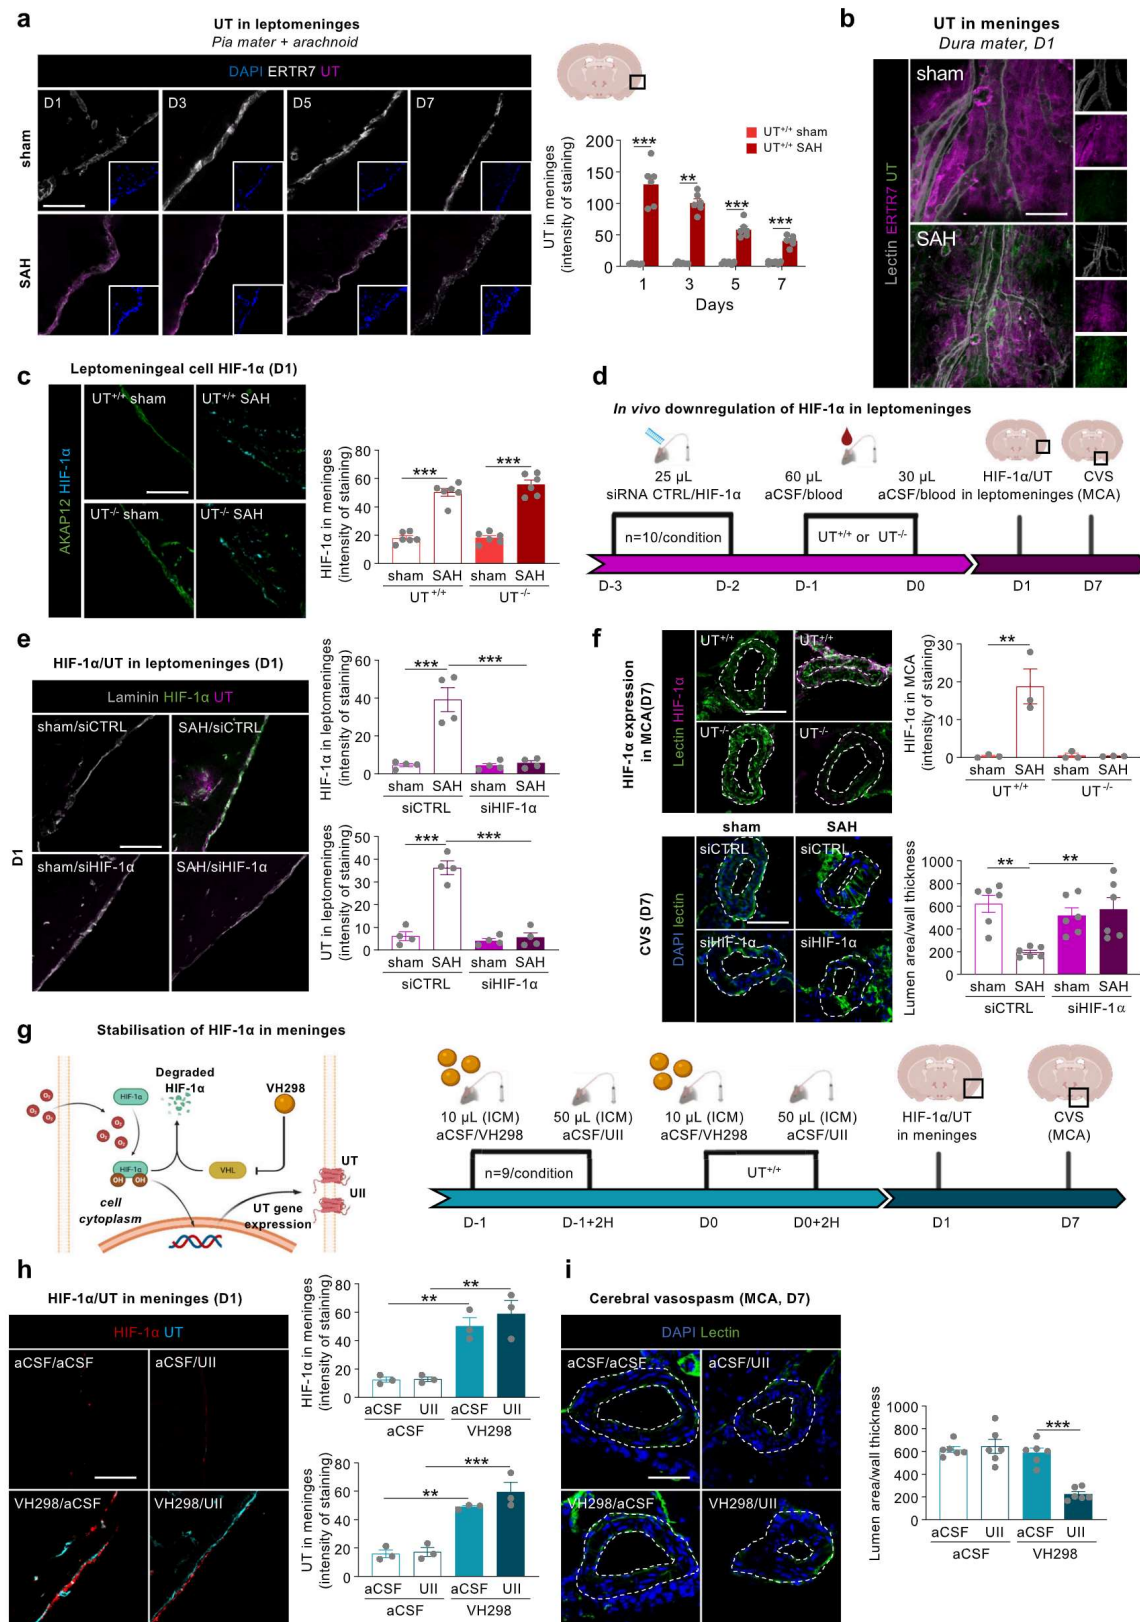 a
UT in leptomeninges
Pia mater + arachnoid
DAPI ERTR7 UT
D1
D3
D5
D7
sham
SAH
UT in meninges
(intensity of staining)
200
150
100
50
0
UT+/+ sham
UT+/+ SAH
***
**
***
***
1
3
5
7
Days
b
UT in meninges
Dura mater, D1
Lectin ERTR7 UT
sham
SAH
c
Leptomeningeal cell HIF-1α (D1)
AKAP12 HIF-1α
UT+/+ sham
UT+/+ SAH
UT-/- sham
UT-/- SAH
HIF-1α in meninges
(intensity of staining)
80
60
40
20
0
***
***
sham SAH sham SAH
UT+/+
UT-/-
d
In vivo downregulation of HIF-1α in leptomeninges
25 µL
siRNA CTRL/HIF-1α
60 µL
aCSF/blood
30 µL
aCSF/blood
HIF-1α/UT
in leptomeninges
CVS
(MCA)
n=10/condition
UT+/+ or UT-/-
D-3
D-2
D-1
D0
D1
D7
e
HIF-1α/UT in leptomeninges (D1)
Laminin HIF-1α UT
D1
sham/siCTRL
SAH/siCTRL
sham/siHIF-1α
SAH/siHIF-1α
HIF-1α in leptomeninges
(intensity of staining)
60
40
20
0
***
***
sham SAH sham SAH
siCTRL
siHIF-1α
UT in leptomeninges
(intensity of staining)
50
40
30
20
10
0
***
***
sham SAH sham SAH
siCTRL
siHIF-1α
f
HIF-1α expression
in MCA(D7)
Lectin HIF-1α
UT+/+
UT+/+
UT-/-
UT-/-
HIF-1α in MCA
(intensity of staining)
30
20
10
0
**
sham SAH sham SAH
UT+/+
UT-/-
CVS (D7)
DAPI lectin
sham
SAH
siCTRL
siCTRL
siHIF-1α
siHIF-1α
Lumen area/wall thickness
1000
800
600
400
200
0
**
**
sham SAH sham SAH
siCTRL
siHIF-1α
g
Stabilisation of HIF-1α in meninges
Degraded
HIF-1α
VH298
O2
O2
O2
O2
O2
HIF-1α
HIF-1α
OH OH
VHL
UT
UII
cell
cytoplasm
UT gene
expression
10 µL (ICM)
aCSF/VH298
50 µL (ICM)
aCSF/UII
10 µL (ICM)
aCSF/VH298
50 µL (ICM)
aCSF/UII
HIF-1α/UT
in meninges
CVS
(MCA)
n=9/condition
UT+/+
D-1
D-1+2H
D0
D0+2H
D1
D7
h
HIF-1α/UT in meninges (D1)
HIF-1α UT
aCSF/aCSF
aCSF/UII
VH298/aCSF
VH298/UII
HIF-1α in meninges
(intensity of staining)
80
60
40
20
0
**
**
aCSF UII aCSF UII
aCSF
VH298
UT in meninges
(intensity of staining)
80
60
40
20
0
***
**
aCSF UII aCSF UII
aCSF
VH298
i
Cerebral vasospasm (MCA, D7)
DAPI Lectin
aCSF/aCSF
aCSF/UII
VH298/aCSF
VH298/UII
Lumen area/wall thickness
1000
800
600
400
200
0
***
aCSF UII aCSF UII
aCSF
VH298